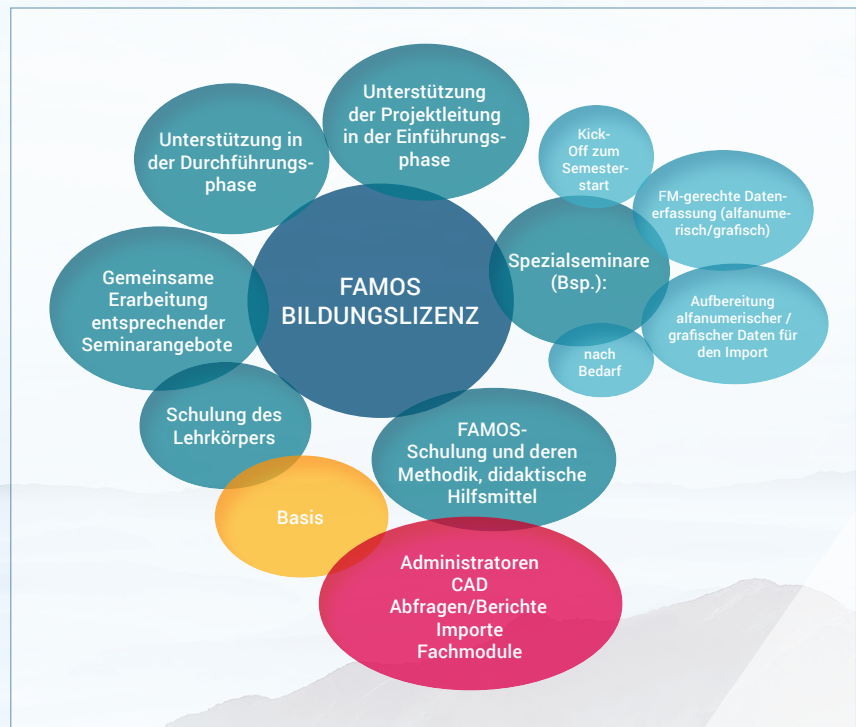 Unterstützung
der Projektleitung
in der Einführungs-
phase
Unterstützung in
der Durchführungs-
phase
Kick-
Off zum
Semester-
start
FM-gerechte Daten-
erfassung (alfanume-
risch/grafisch)
Spezialseminare
(Bsp.):
FAMOS
BILDUNGSLIZENZ
Gemeinsame
Erarbeitung
entsprechender
Seminarangebote
Aufbereitung
alfanumerischer /
grafischer Daten für
den Import
nach
Bedarf
Schulung des
Lehrkörpers
FAMOS-
Schulung und deren
Methodik, didaktische
Hilfsmittel
Basis
Administratoren
CAD
Abfragen/Berichte
Importe
Fachmodule